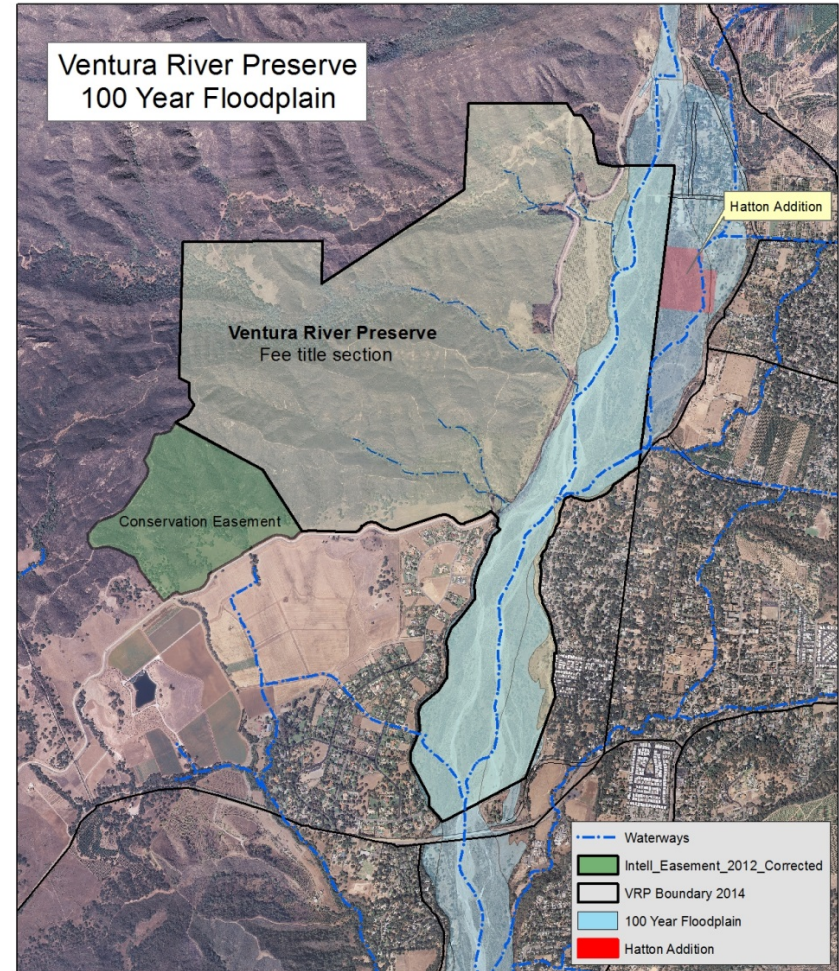 Ventura River Preserve
100 Year Floodplain
Hatton Addition
Ventura River Preserve
Fee title section
Conservation Easement
Waterways
Intell_Easement_2012_Corrected
VRP Boundary 2014
100 Year Floodplain
Hatton Addition